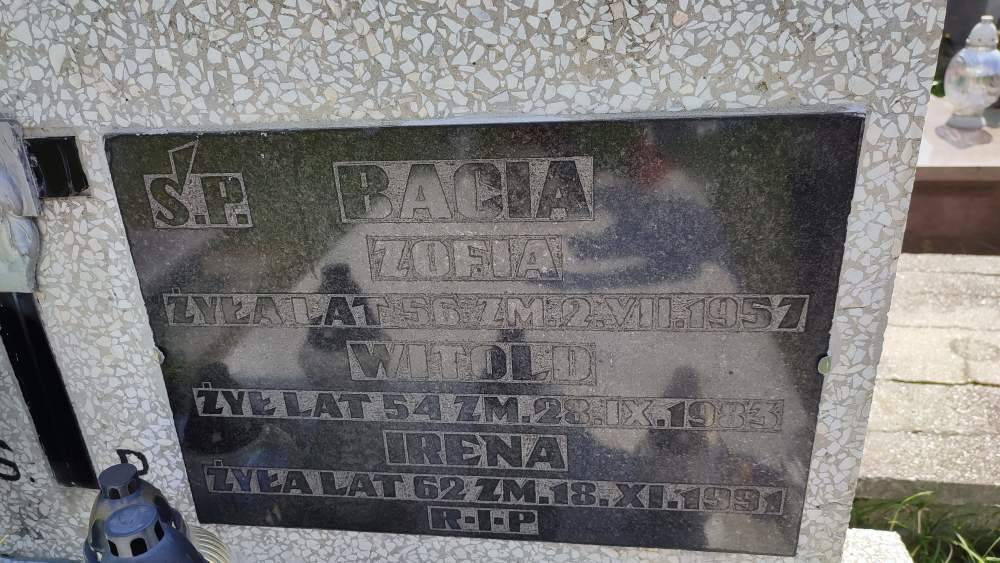 Ś.P. BACIA
ZOFIA
ŻYŁA LAT 56 ZM. 2.VII.1957
WITOLD
ŻYŁ LAT 54 ZM. 28.IX.1983
IRENA
ŻYŁA LAT 62 ZM. 18.XI.1991
R-I-P
S P